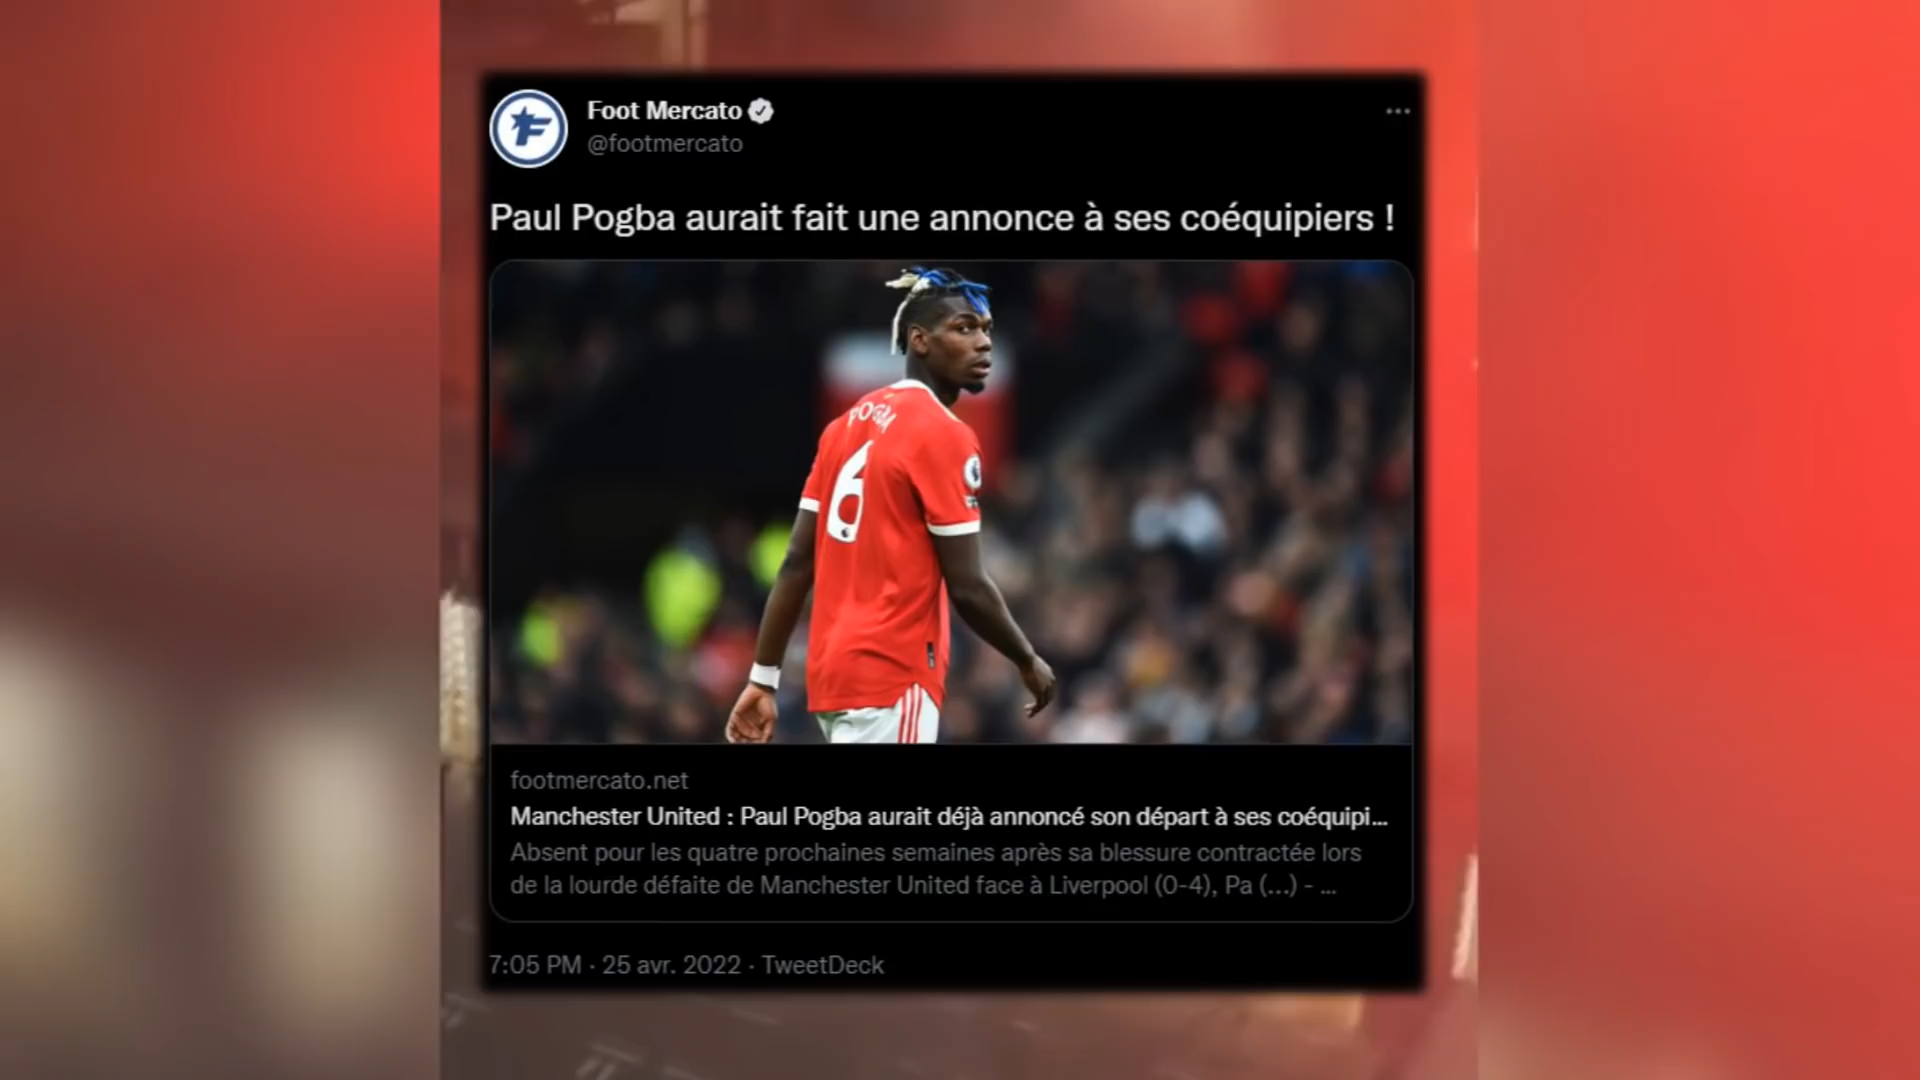 Foot Mercato
@footmercato
Paul Pogba aurait fait une annonce à ses coéquipiers !
POGBA
6
footmercato.net
Manchester United : Paul Pogba aurait déjà annoncé son départ à ses coéquipi...
Absent pour les quatre prochaines semaines après sa blessure contractée lors
de la lourde défaite de Manchester United face à Liverpool (0-4), Pa (...) - ...
7:05 PM · 25 avr. 2022 · TweetDeck